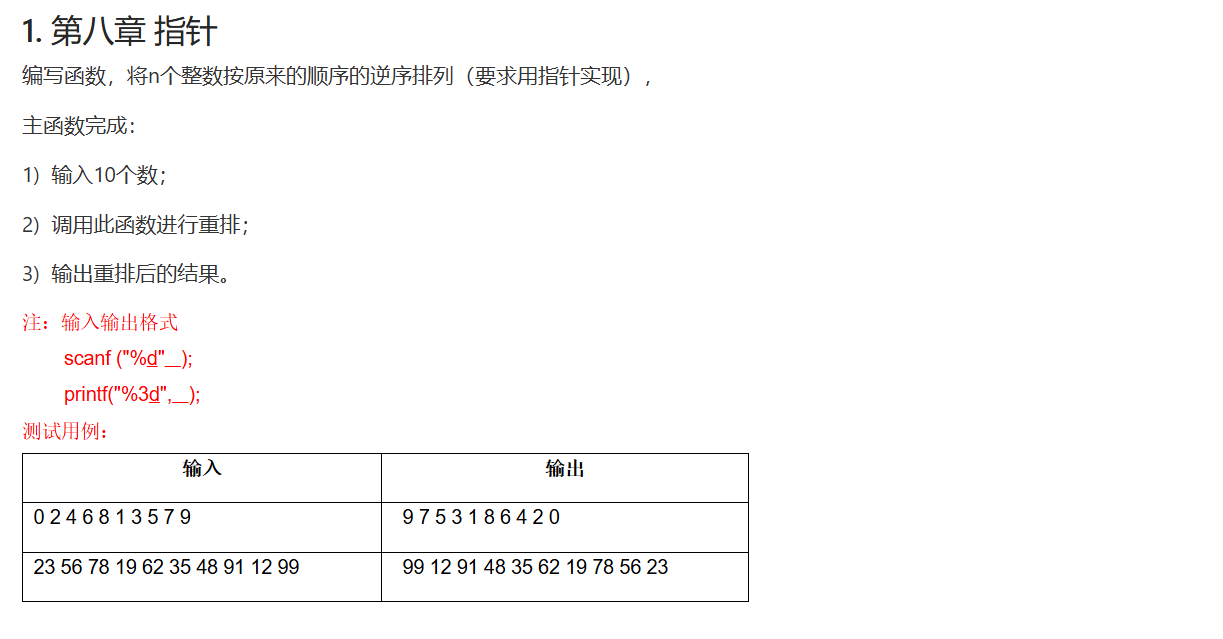 1. 第八章 指针
编写函数，将n个整数按原来的顺序的逆序排列（要求用指针实现），
主函数完成：
1）输入10个数；
2）调用此函数进行重排；
3）输出重排后的结果。
注：输入输出格式
scanf ("%d"__);
printf("%3d",__);
测试用例：
输入 输出
0 2 4 6 8 1 3 5 7 9 9 7 5 3 1 8 6 4 2 0
23 56 78 19 62 35 48 91 12 99 99 12 91 48 35 62 19 78 56 23